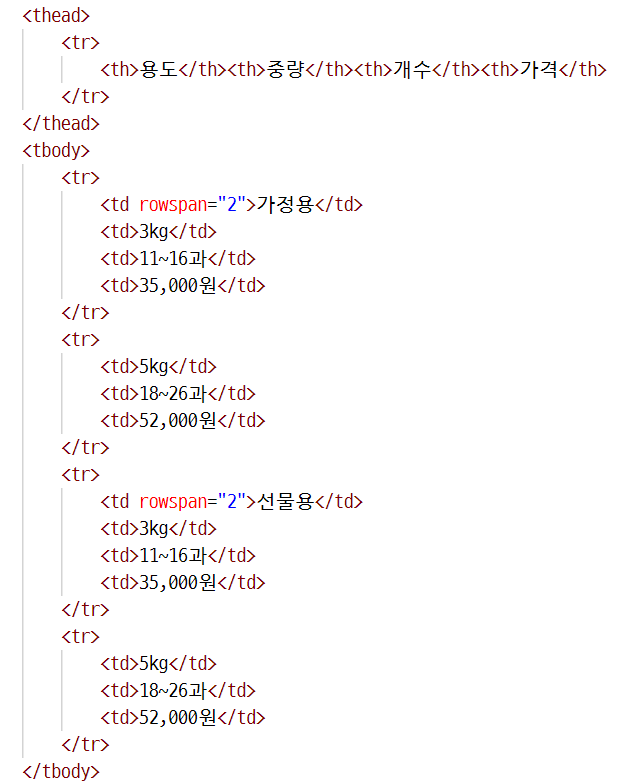 <thead>
<tr>
<th>용도</th><th>중량</th><th>개수</th><th>가격</th>
</tr>
</thead>
<tbody>
<tr>
<td rowspan="2">가정용</td>
<td>3kg</td>
<td>11~16과</td>
<td>35,000원</td>
</tr>
<tr>
<td>5kg</td>
<td>18~26과</td>
<td>52,000원</td>
</tr>
<tr>
<td rowspan="2">선물용</td>
<td>3kg</td>
<td>11~16과</td>
<td>35,000원</td>
</tr>
<tr>
<td>5kg</td>
<td>18~26과</td>
<td>52,000원</td>
</tr>
</tbody>